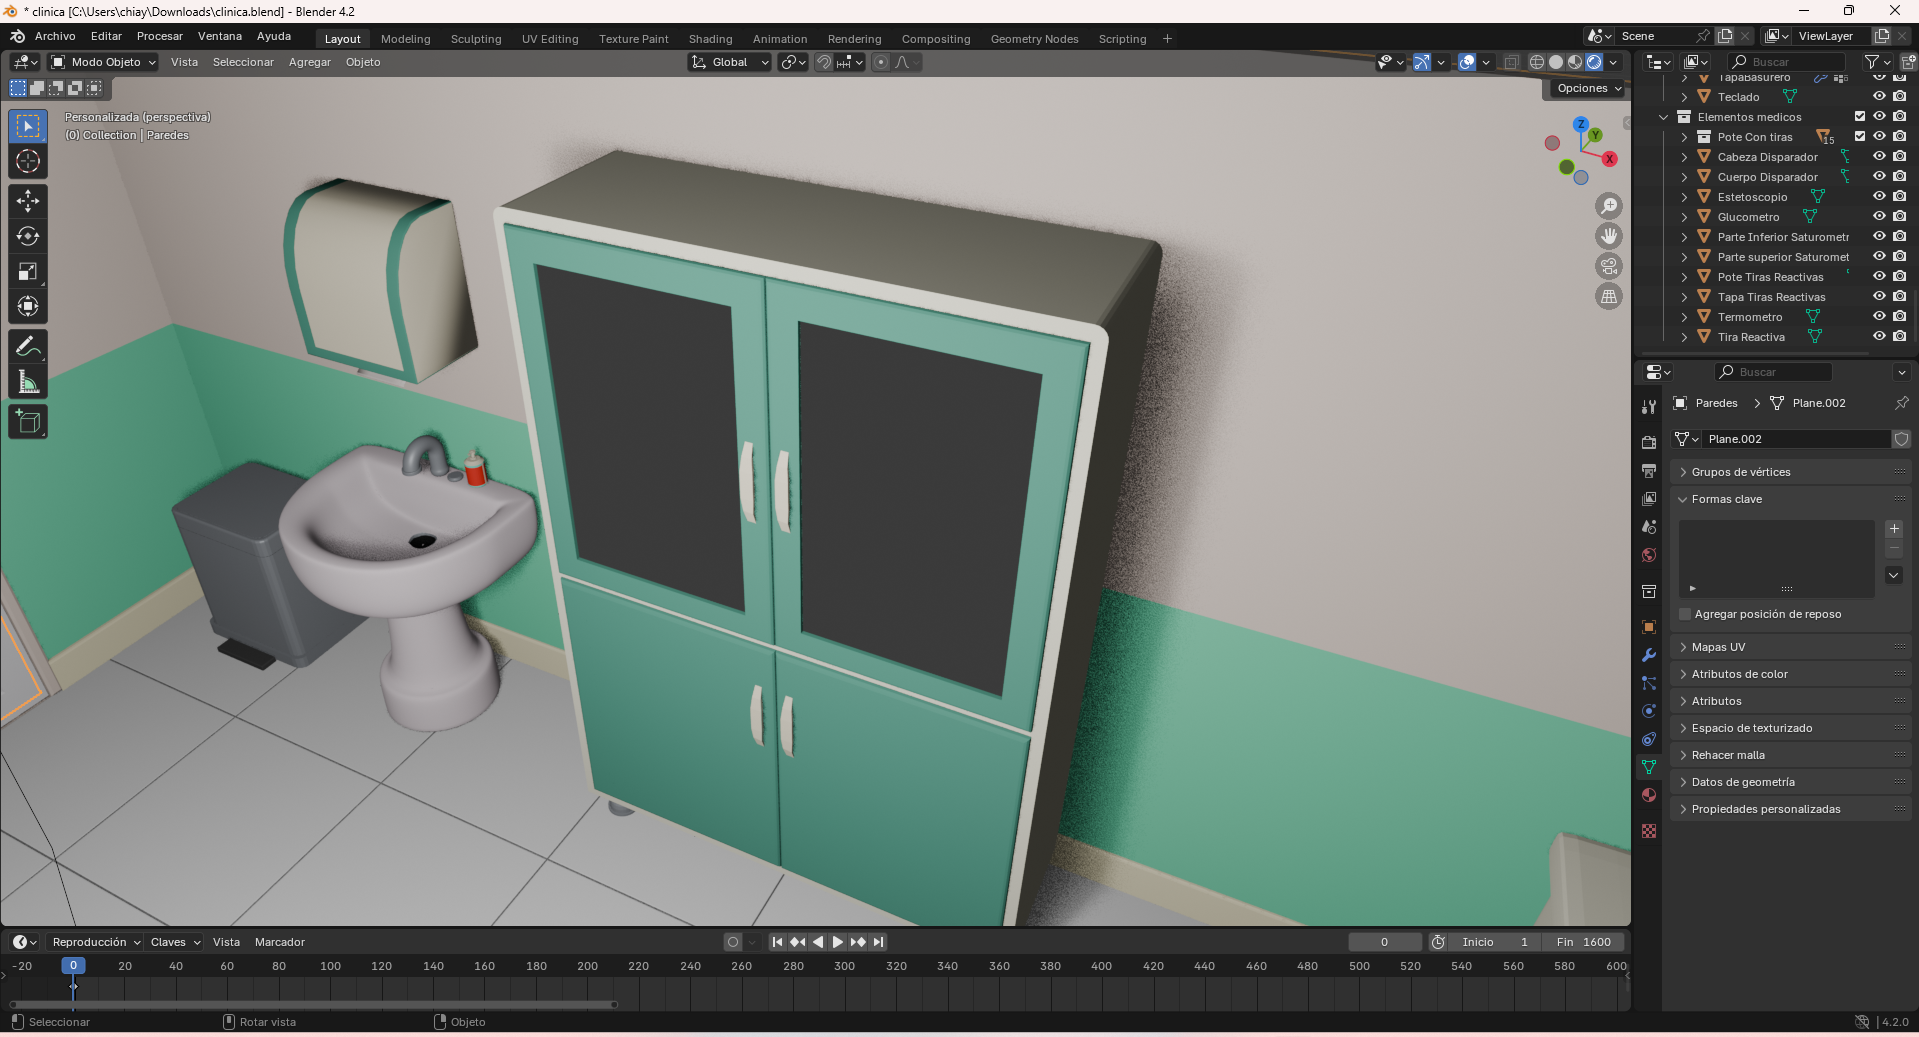 * clinica [C:\Users\chiay\Downloads\clinica.blend] - Blender 4.2
Archivo Editar Procesar Ventana Ayuda Layout Modeling Sculpting UV Editing Texture Paint Shading Animation Rendering Compositing Geometry Nodes Scripting + Scene ViewLayer
Modo Objeto Vista Seleccionar Agregar Objeto Global Buscar
Opciones
Personalizada (perspectiva)
(0) Collection | Paredes
Z
Y
X
TapaBasurero
Teclado
Elementos medicos
Pote Con tiras 15
Cabeza Disparador
Cuerpo Disparador
Estetoscopio
Glucometro
Parte Inferior Saturometr
Parte superior Saturomet
Pote Tiras Reactivas
Tapa Tiras Reactivas
Termometro
Tira Reactiva
Buscar
Paredes > Plane.002
Plane.002
Grupos de vértices
Formas clave
Agregar posición de reposo
Mapas UV
Atributos de color
Atributos
Espacio de texturizado
Rehacer malla
Datos de geometría
Propiedades personalizadas
Reproducción Claves Vista Marcador 0 Inicio 1 Fin 1600
-20 0 20 40 60 80 100 120 140 160 180 200 220 240 260 280 300 320 340 360 380 400 420 440 460 480 500 520 540 560 580 600
Seleccionar Rotar vista Objeto 4.2.0